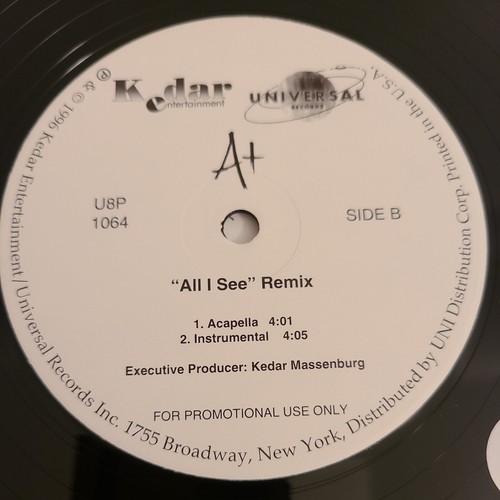 Kedar
entertainment
UNIVERSAL
RECORDS
A+
U8P
1064
SIDE B
"All I See" Remix
1. Acapella 4:01
2. Instrumental 4:05
Executive Producer: Kedar Massenburg
FOR PROMOTIONAL USE ONLY
℗ & © 1996 Kedar Entertainment/Universal Records Inc. 1755 Broadway, New York, Distributed by UNI Distribution Corp. Printed in the U.S.A.